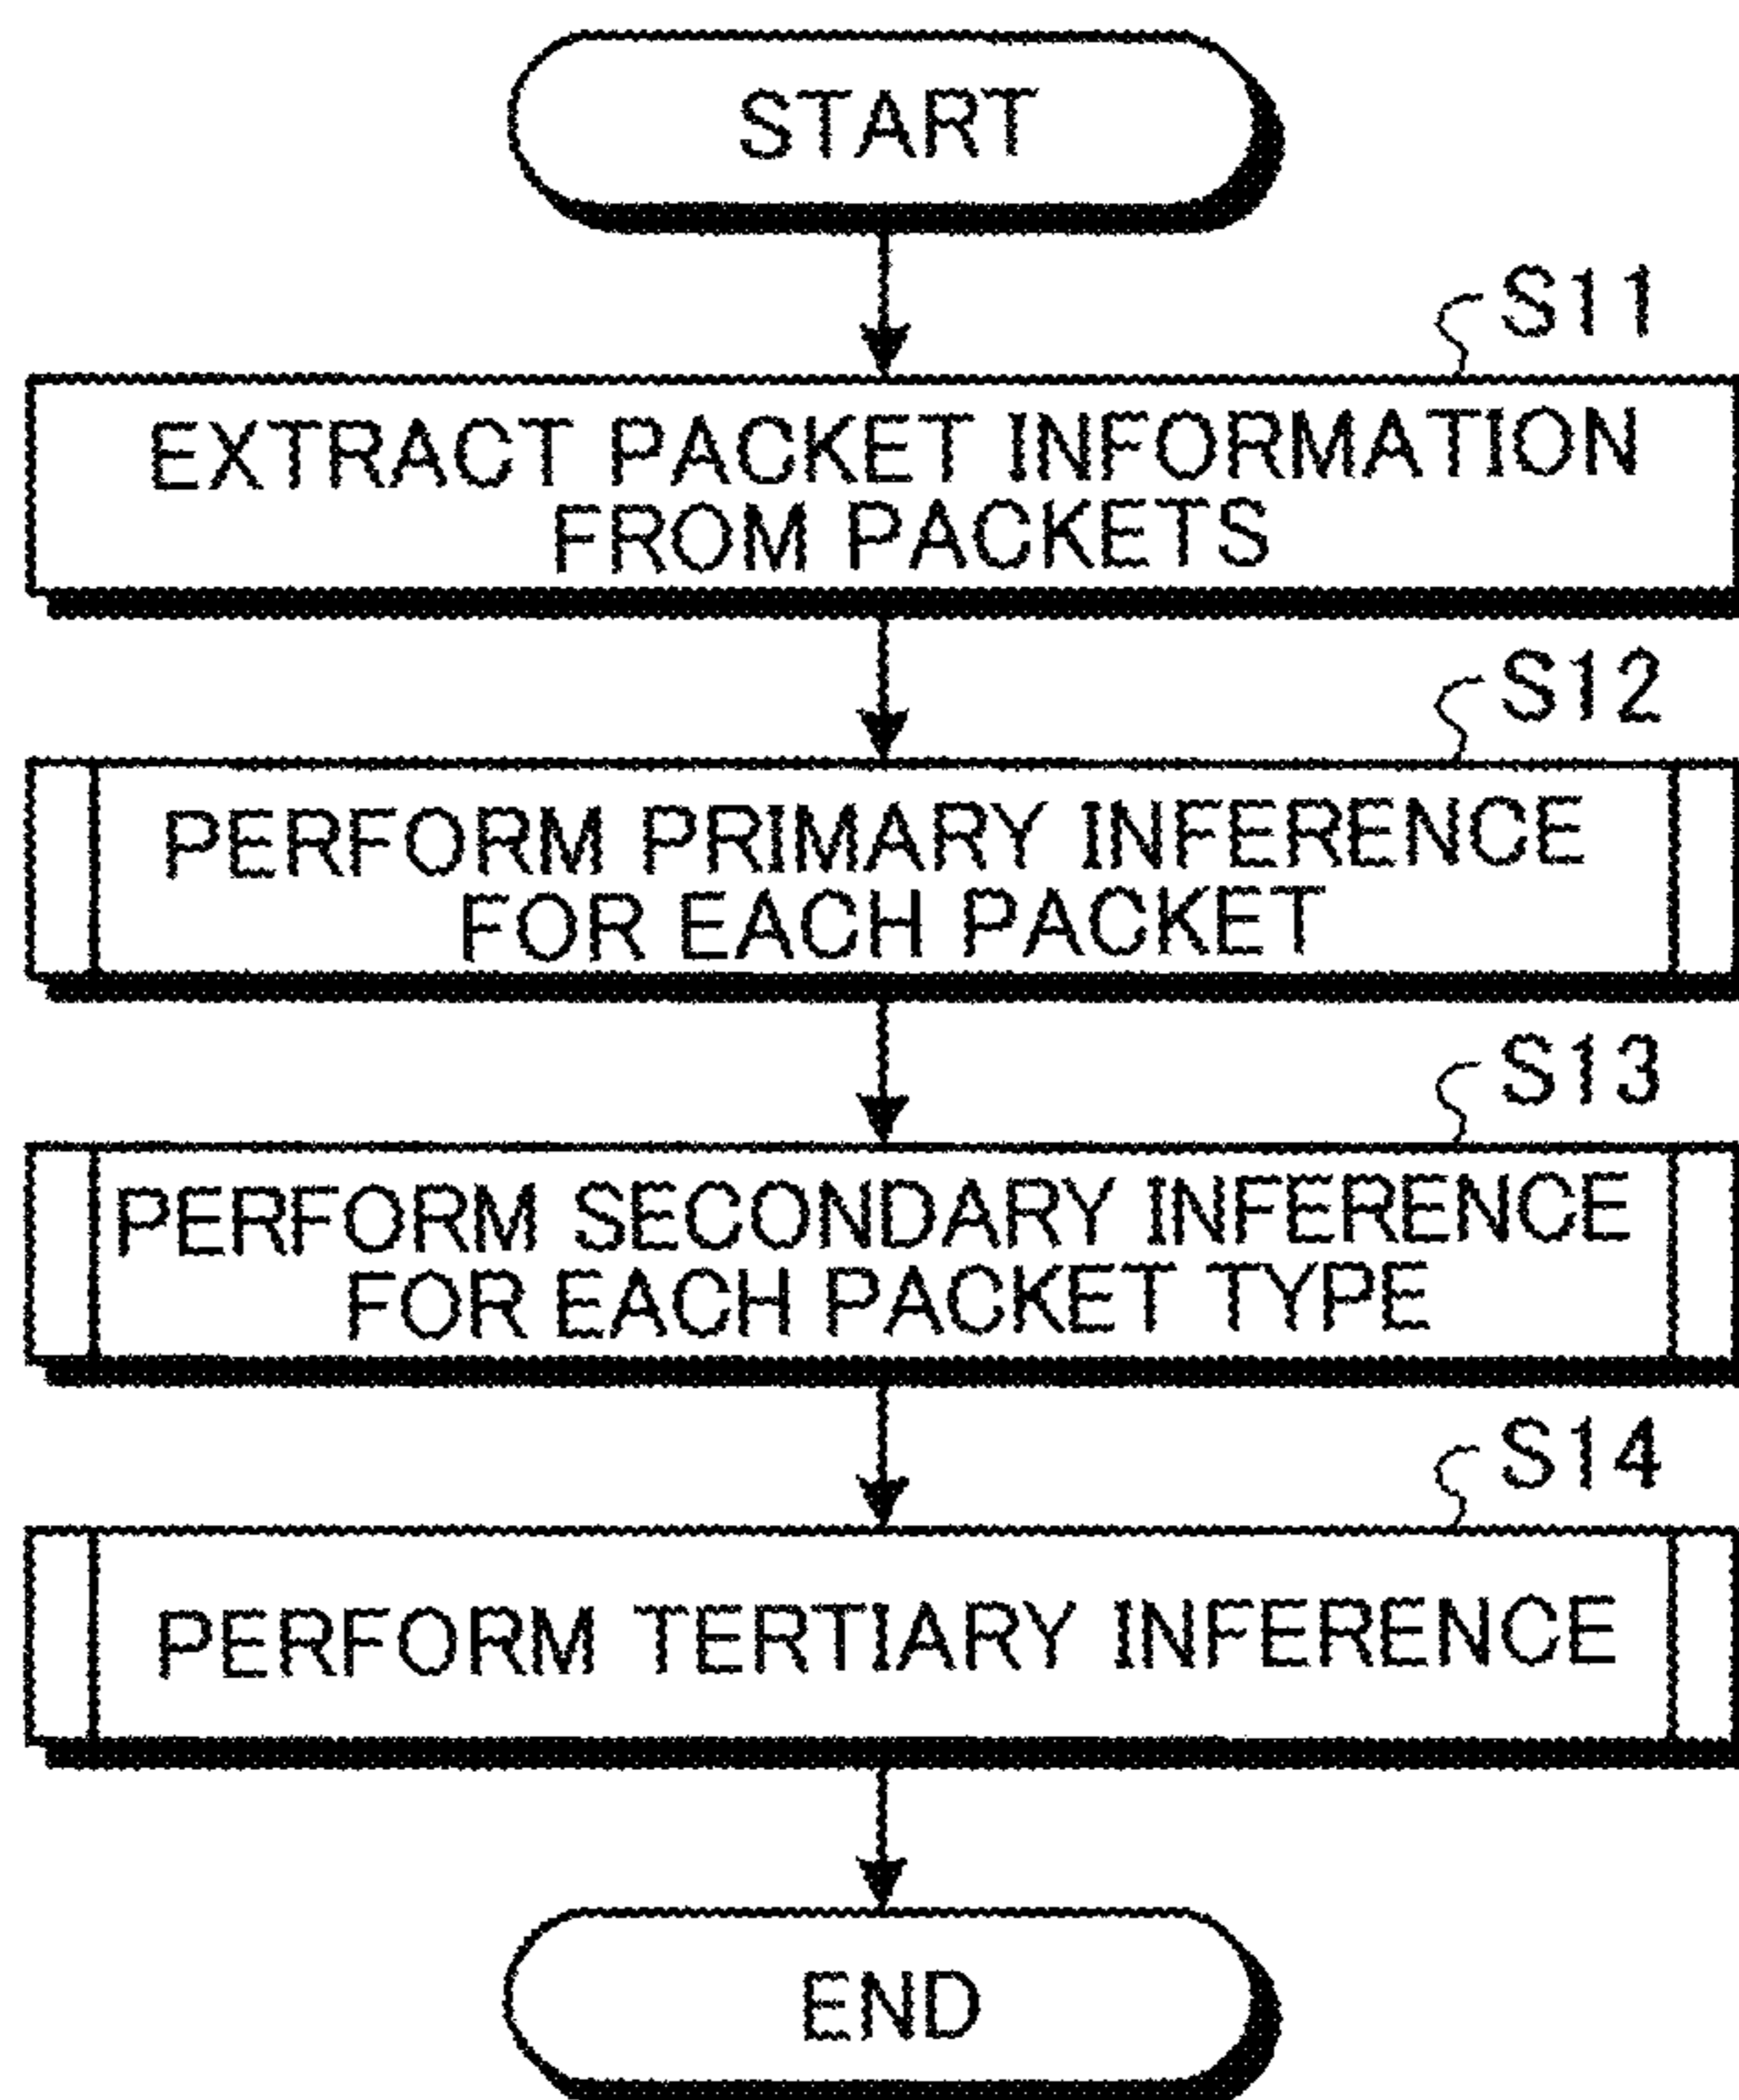 START
S11
EXTRACT PACKET INFORMATION
FROM PACKETS
S12
PERFORM PRIMARY INFERENCE
FOR EACH PACKET
S13
PERFORM SECONDARY INFERENCE
FOR EACH PACKET TYPE
S14
PERFORM TERTIARY INFERENCE
END